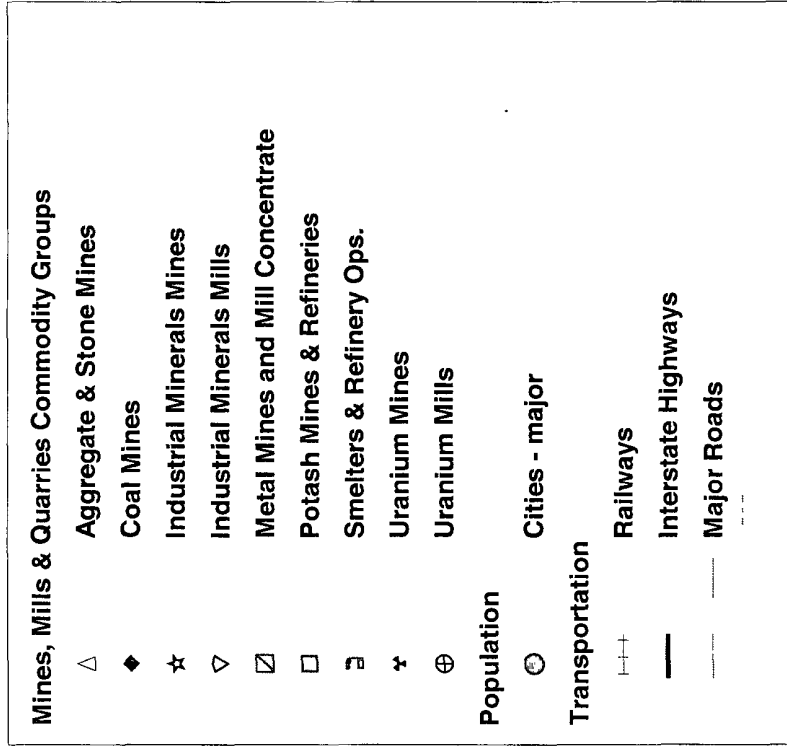 Mines, Mills & Quarries Commodity Groups
Aggregate & Stone Mines
Coal Mines
Industrial Minerals Mines
Industrial Minerals Mills
Metal Mines and Mill Concentrate
Potash Mines & Refineries
Smelters & Refinery Ops.
Uranium Mines
Uranium Mills
Population
Cities - major
Transportation
Railways
Interstate Highways
Major Roads